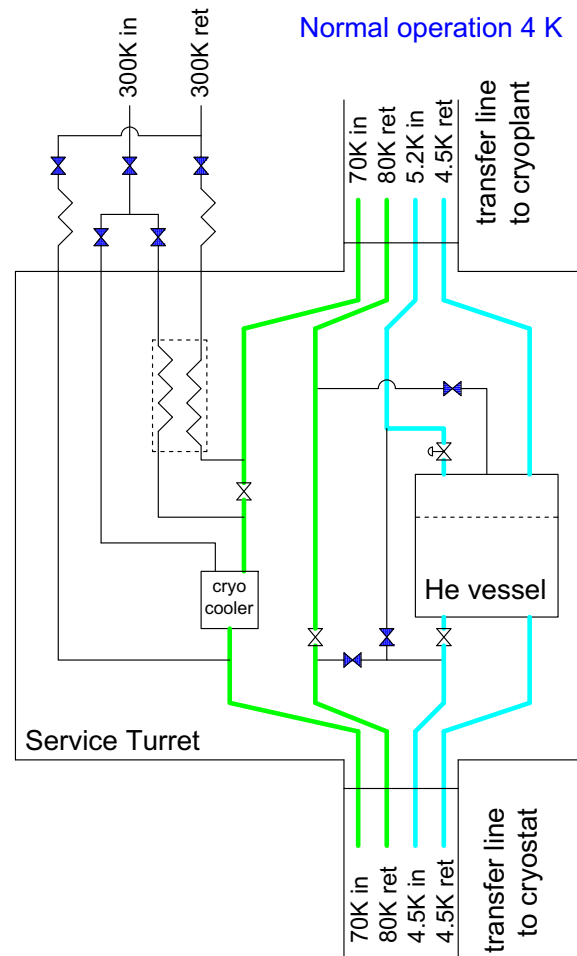 Normal operation 4 K
300K in
300K ret
70K in
80K ret
5.2K in
4.5K ret
transfer line
to cryoplant
cryo
cooler
He vessel
Service Turret
70K in
80K ret
4.5K in
4.5K ret
transfer line
to cryostat